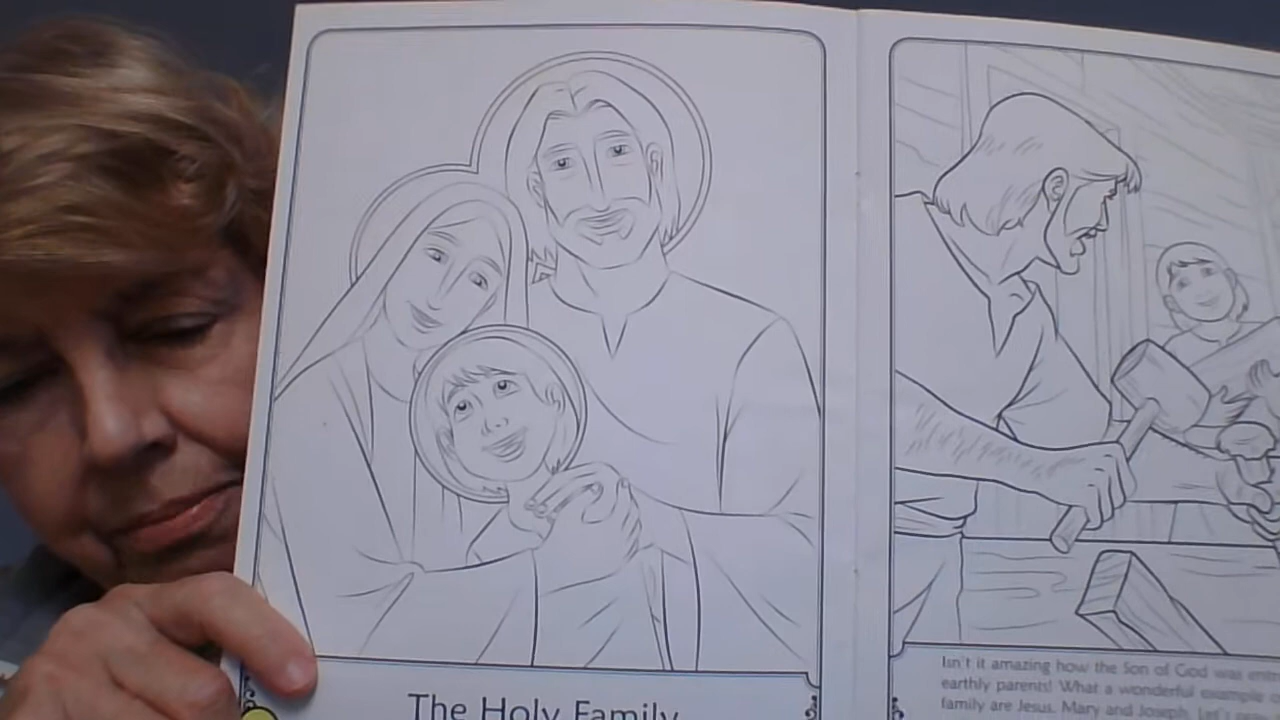 The Holy Family
Isn't it amazing how the Son of God was
earthly parents! What a wonderful example
family are Jesus, Mary and Joseph.